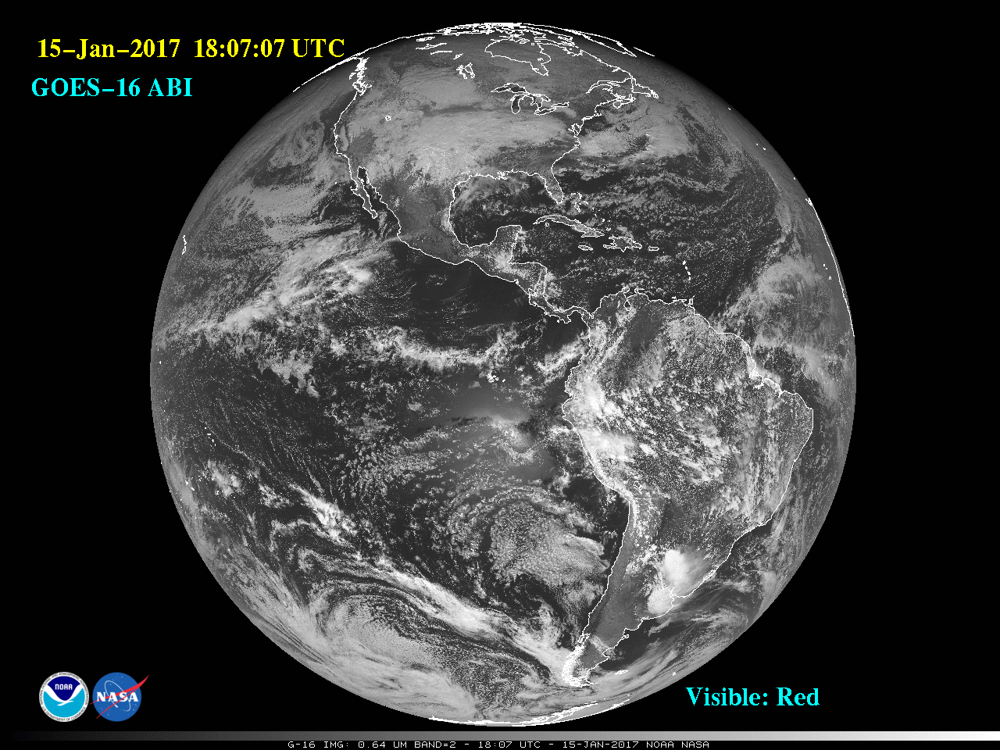 15-Jan-2017 18:07:07 UTC
GOES-16 ABI
NOAA
NASA
Visible: Red
G-16 IMG: 0.64 UM BAND=2 - 18:07 UTC - 15-JAN-2017 NOAA NASA